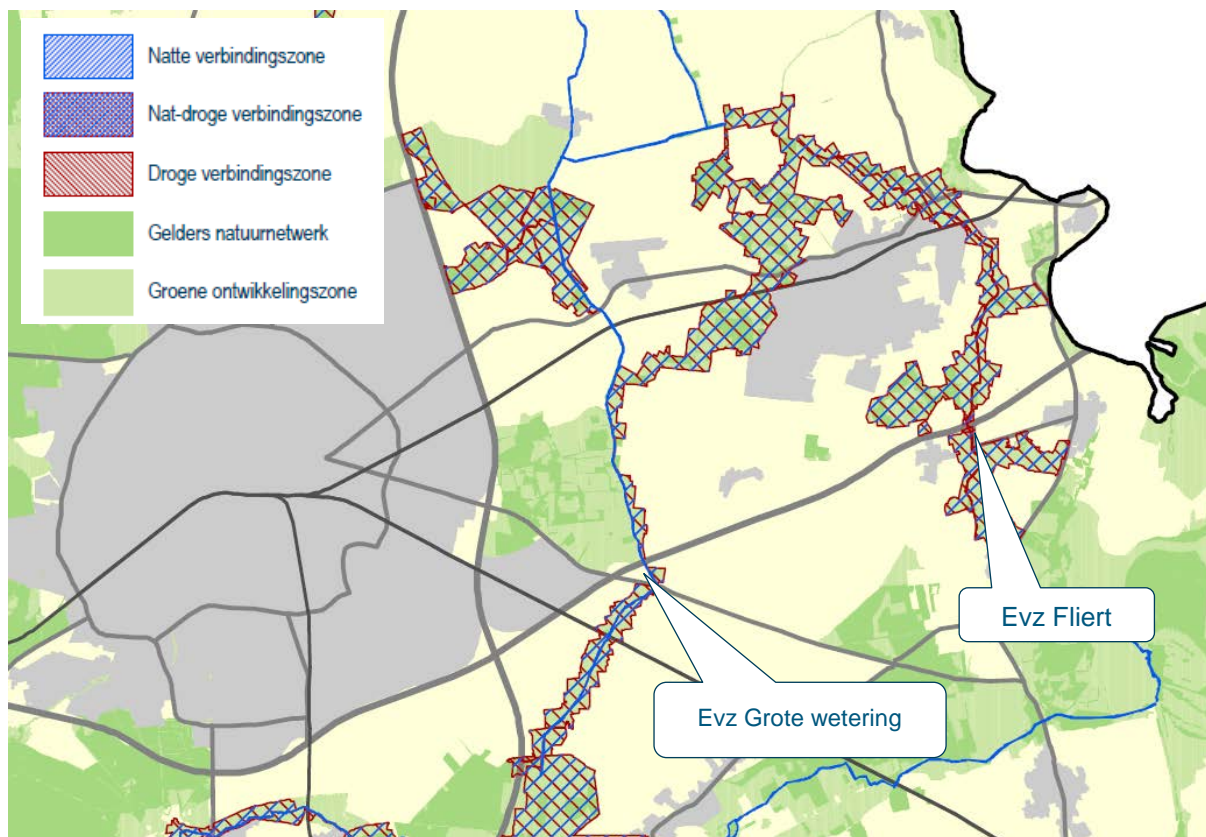 Natte verbindingszone
Nat-droge verbindingszone
Droge verbindingszone
Gelders natuurnetwerk
Groene ontwikkelingszone
Evz Fliert
Evz Grote wetering